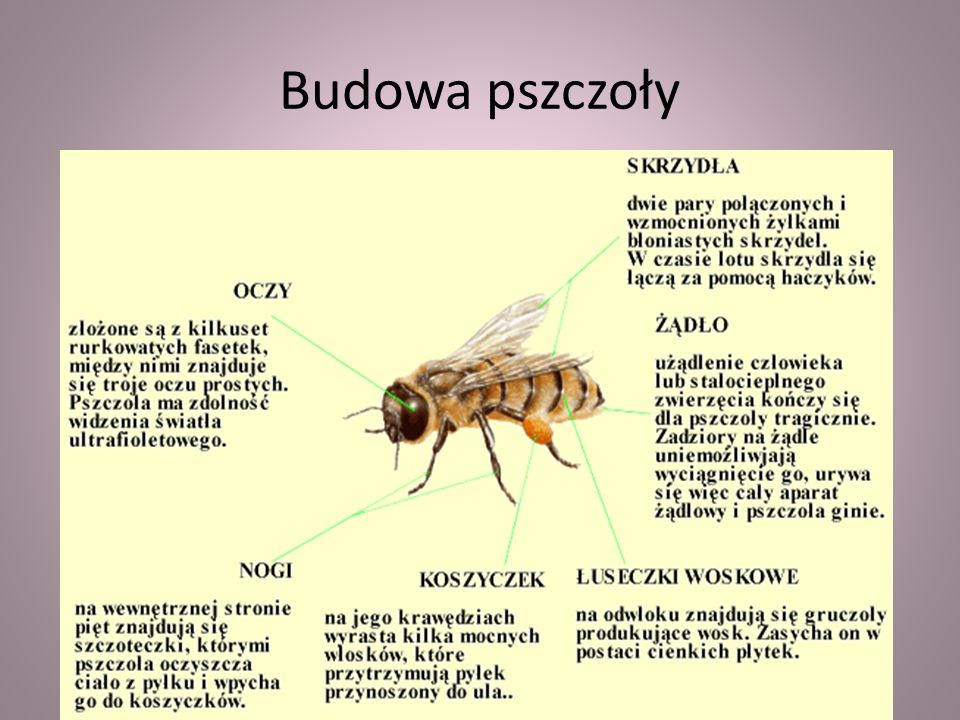 Budowa pszczoły
SKRZYDŁA
dwie pary połączonych i
wzmocnionych żyłkami
błoniastych skrzydeł.
W czasie lotu skrzydła się
łączą za pomocą haczyków.
OCZY
złożone są z kilkuset
rurkowatych fasetek,
między nimi znajduje
się troje oczu prostych.
Pszczoła ma zdolność
widzenia światła
ultrafioletowego.
ŻĄDŁO
użądlenie człowieka
lub stałocieplnego
zwierzęcia kończy się
dla pszczoły tragicznie.
Zadziory na żądle
uniemożliwjają
wyciągnięcie go, urywa
się więc cały aparat
żądłowy i pszczoła ginie.
NOGI
na wewnętrznej stronie
pięt znajdują się
szczoteczki, którymi
pszczoła oczyszcza
ciało z pyłku i wpycha
go do koszyczków.
KOSZYCZEK
na jego krawędziach
wyrasta kilka mocnych
włosków, które
przytrzymują pyłek
przynoszony do ula..
ŁUSECZKI WOSKOWE
na odwłoku znajdują się gruczoły
produkujące wosk. Zasycha on w
postaci cienkich płytek.